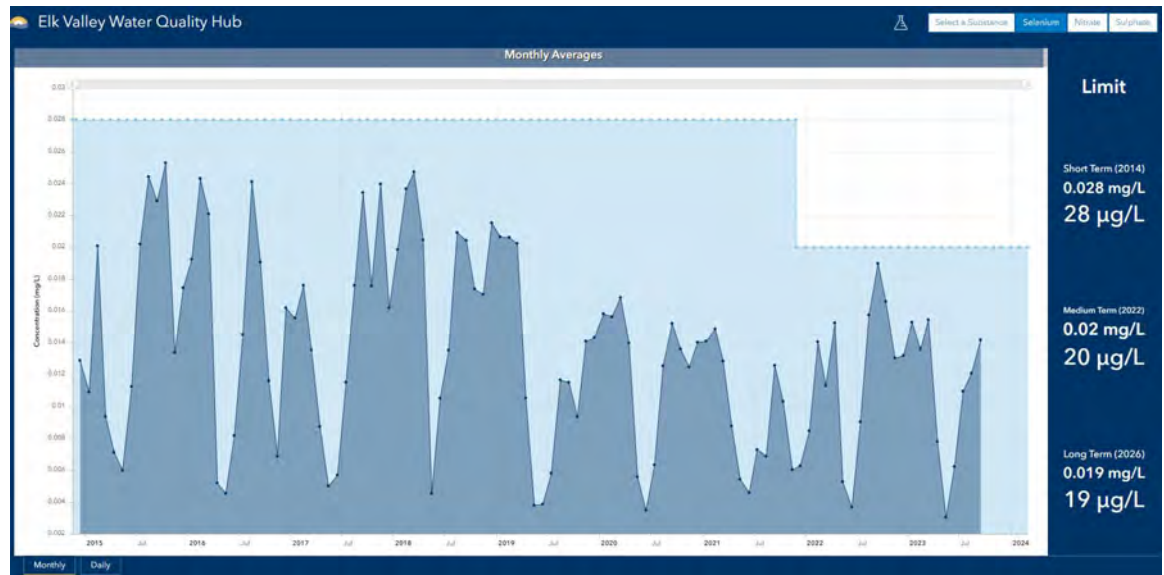 Elk Valley Water Quality Hub
Select a Substance
Selenium
Nitrate
Sulphate
Monthly Averages
0.03
0.028
0.026
0.024
0.022
0.02
0.018
0.016
0.014
0.012
0.01
0.008
0.006
0.004
0.002
Concentration (mg/L)
2015 Jul 2016 Jul 2017 Jul 2018 Jul 2019 Jul 2020 Jul 2021 Jul 2022 Jul 2023 Jul 2024
Limit
Short Term (2014)
0.028 mg/L
28 µg/L
Medium Term (2022)
0.02 mg/L
20 µg/L
Long Term (2026)
0.019 mg/L
19 µg/L
Monthly
Daily